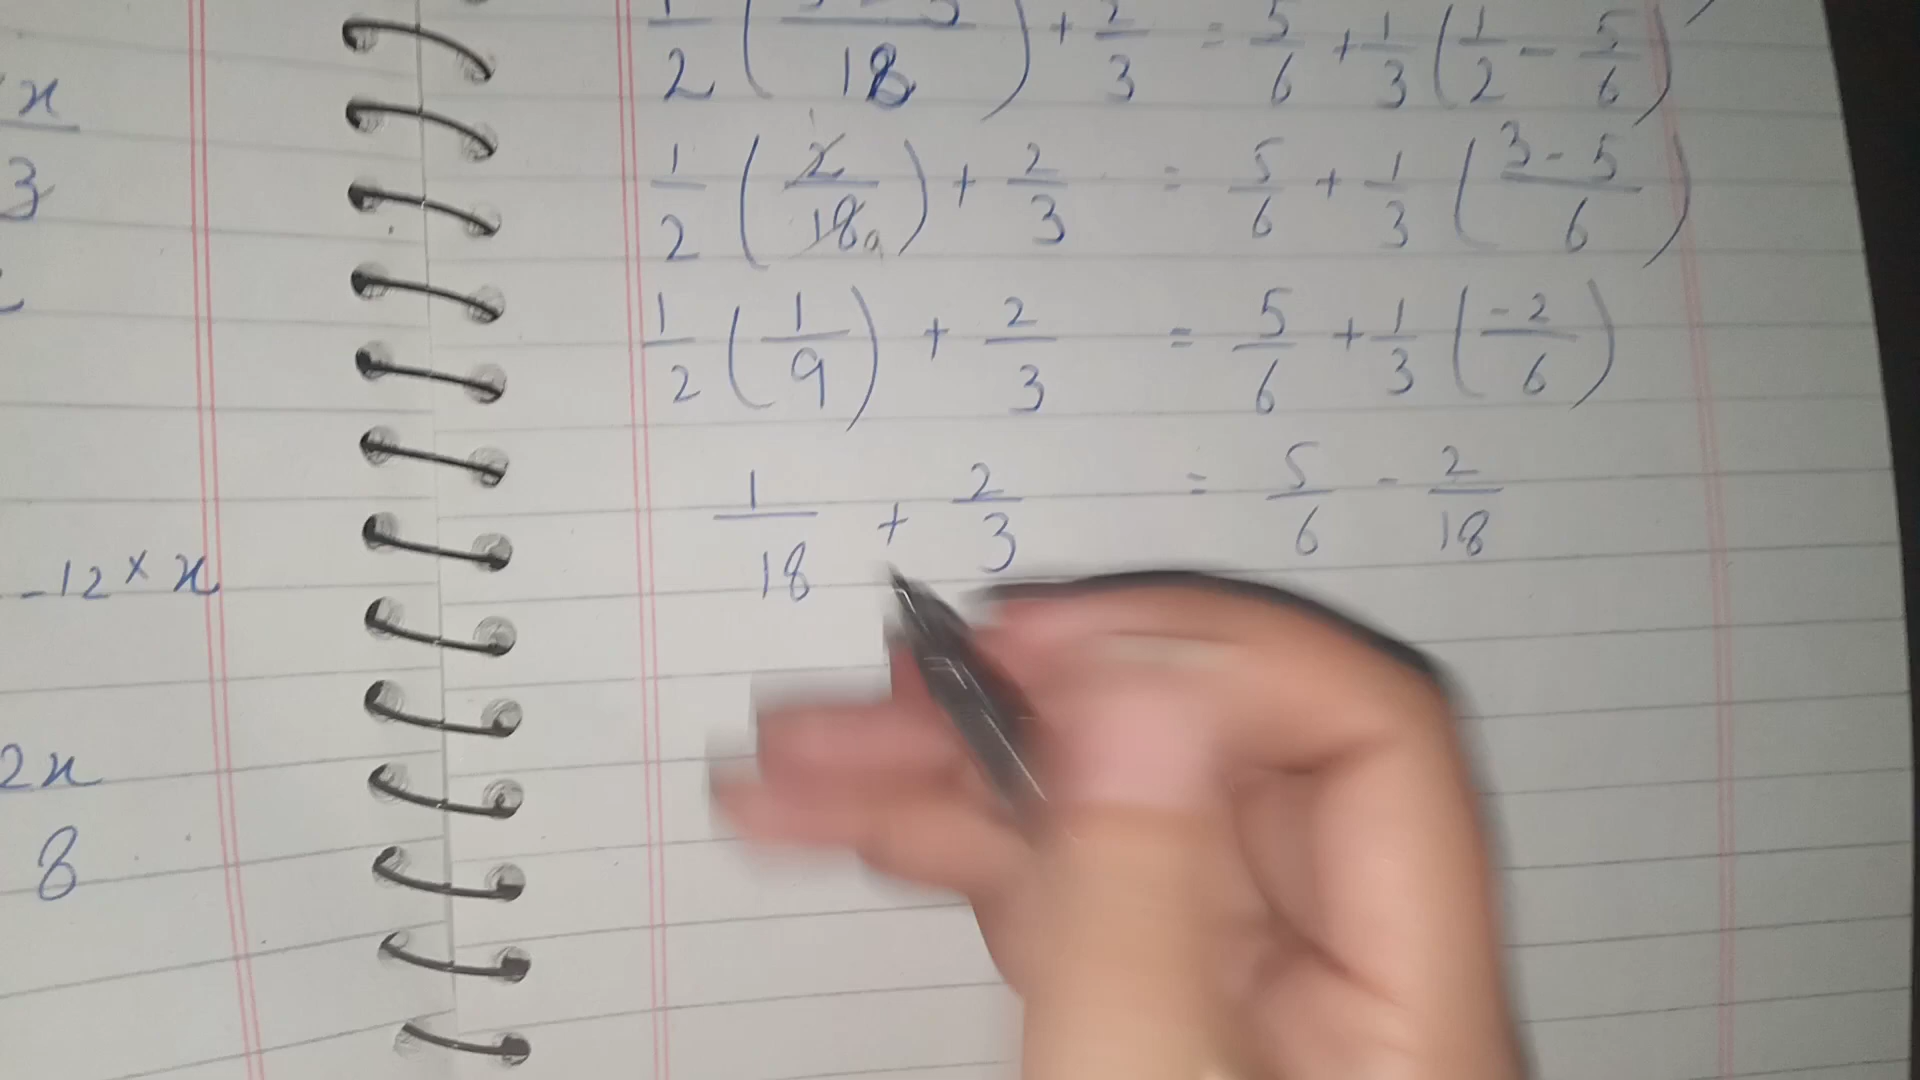 x/3
-12 × x
2x
8
1/2 ( /18 ) + 2/3 = 5/6 + 1/3 ( 1/2 - 5/6 )
1/2 ( 2/18 ) 1 9 + 2/3 = 5/6 + 1/3 ( 3 - 5/6 )
1/2 ( 1/9 ) + 2/3 = 5/6 + 1/3 ( -2/6 )
1/18 + 2/3 = 5/6 - 2/18